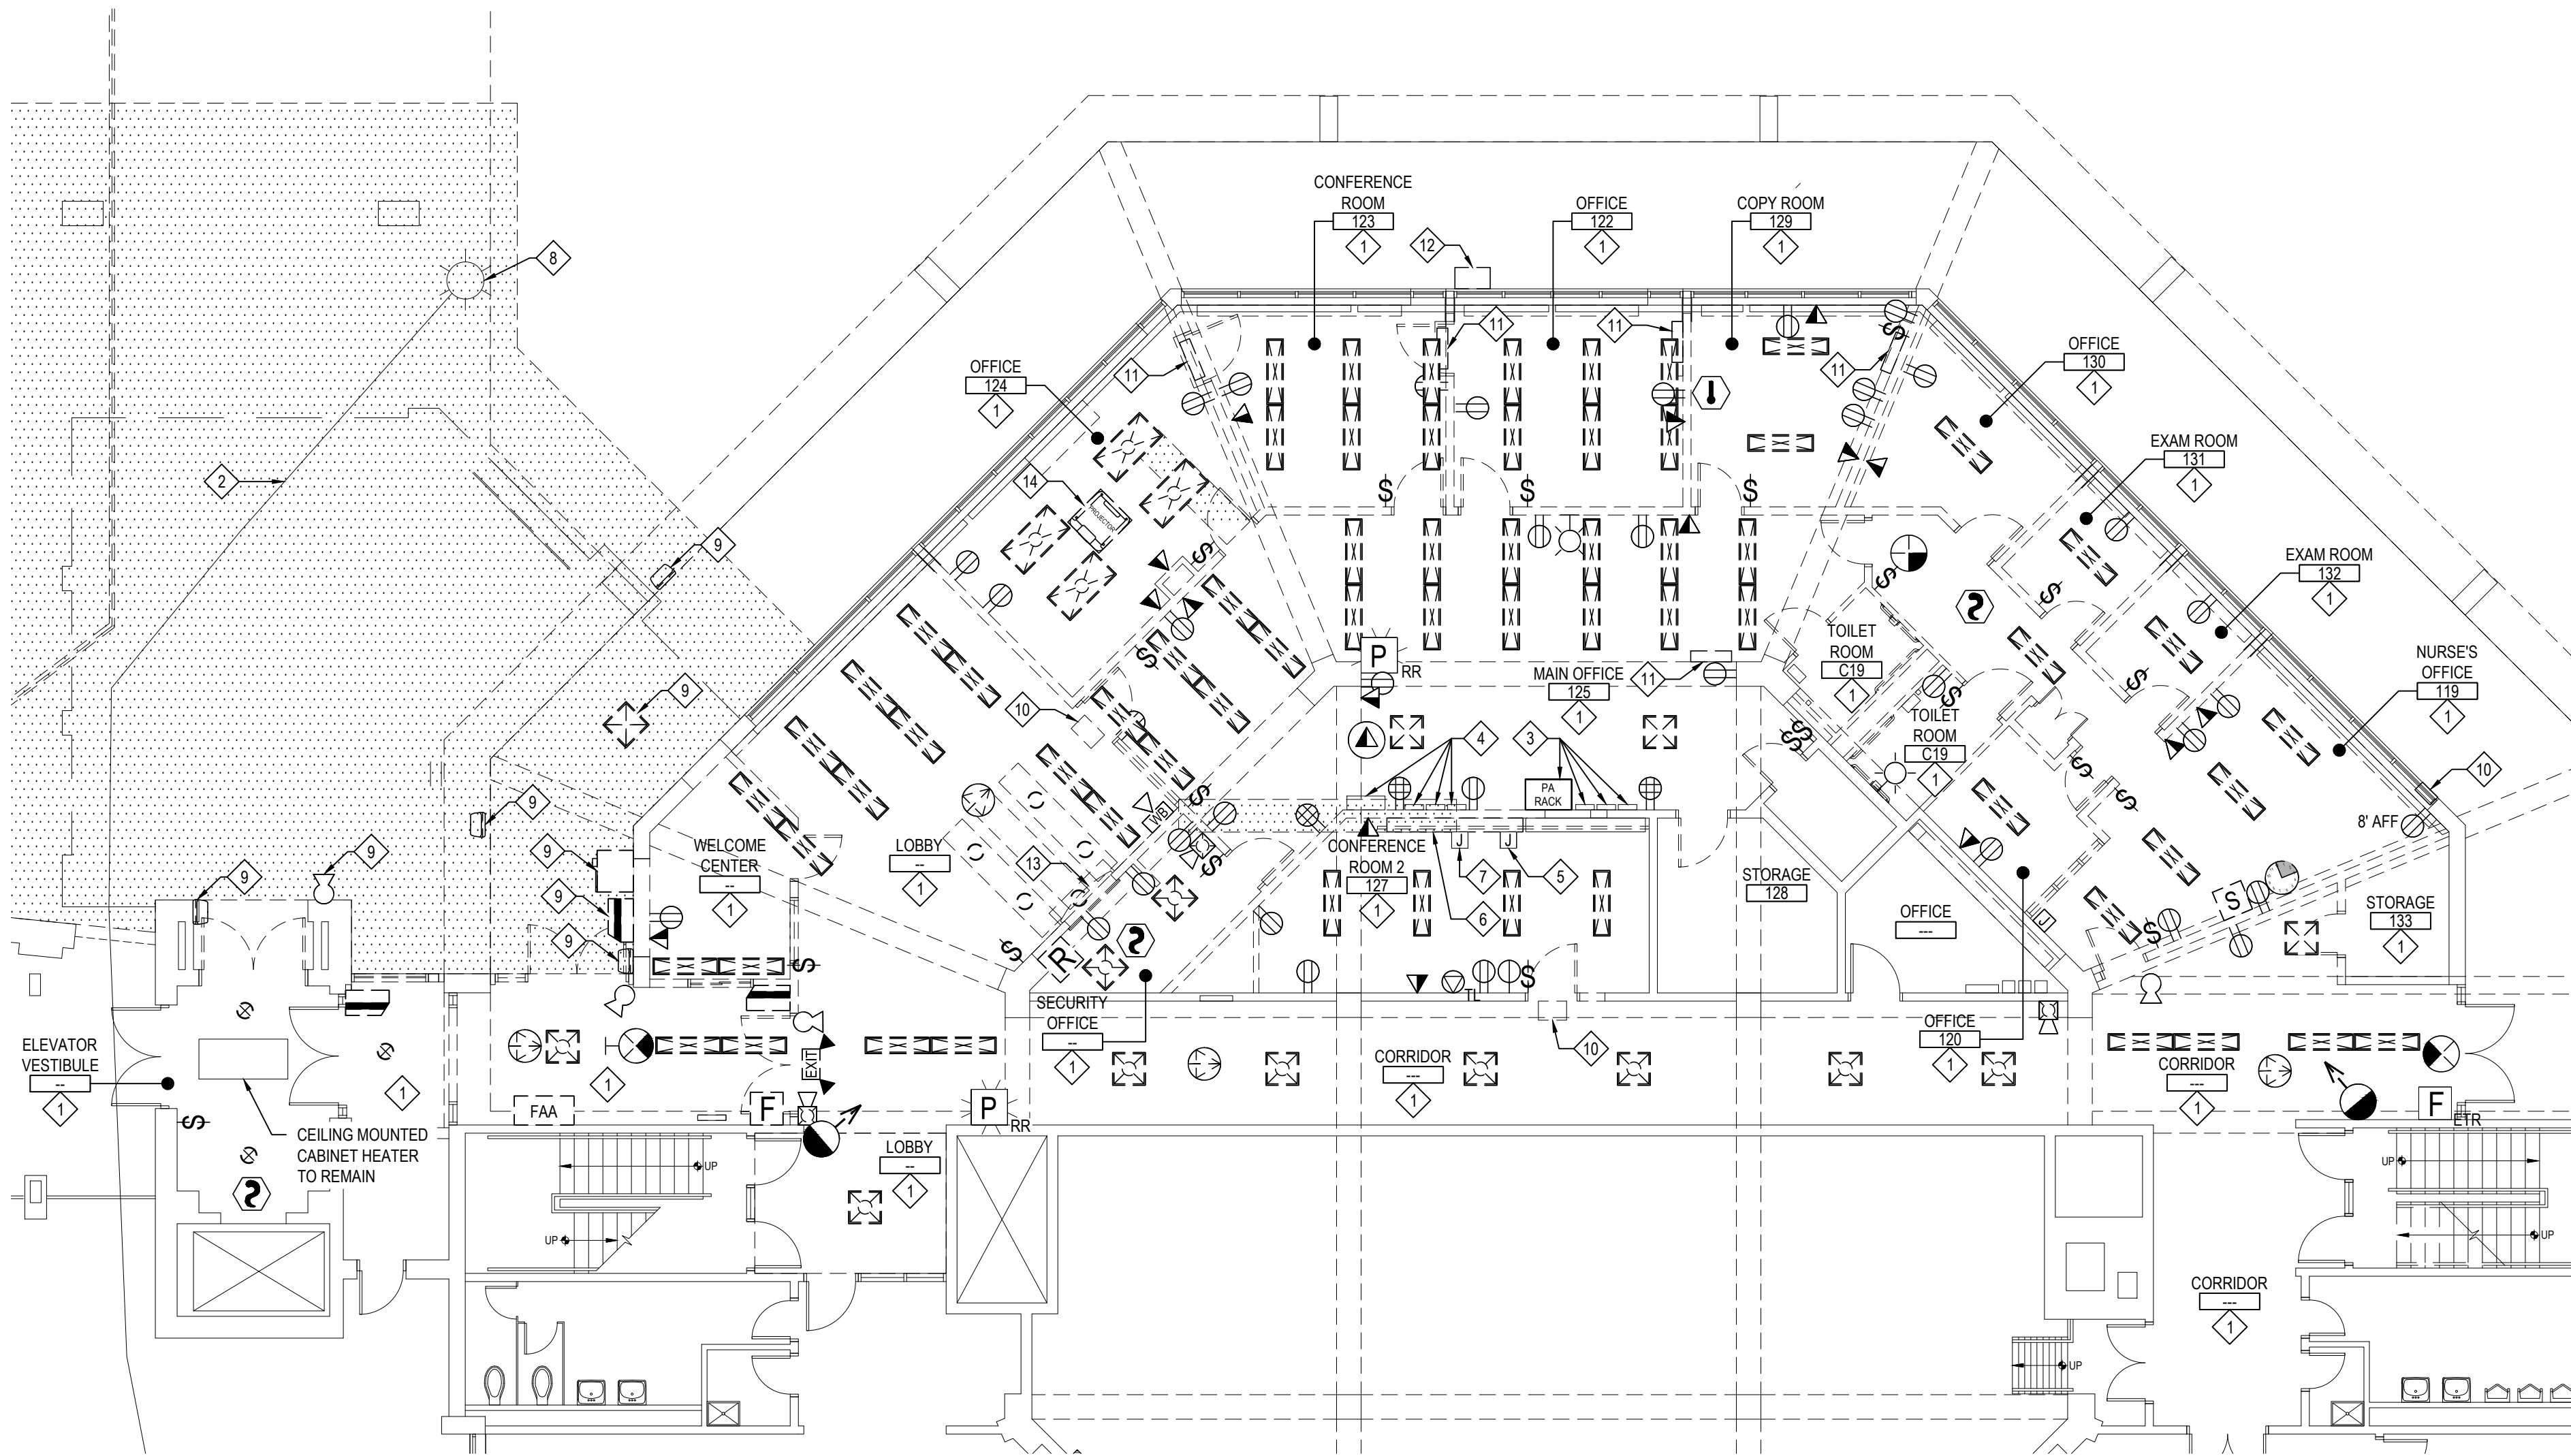 CONFERENCE
ROOM
123
1
12
OFFICE
122
1
COPY ROOM
129
1
8
11
11
11
11
OFFICE
124
1
OFFICE
130
1
2
14
PROJECTOR
$
$
$
$
EXAM ROOM
131
1
9
$
$
$
EXAM ROOM
132
1
TOILET
ROOM
C19
1
P
RR
MAIN OFFICE
125
1
11
$
$
$
NURSE'S
OFFICE
119
1
9
10
4
3
TOILET
ROOM
C19
1
$
$
PA
RACK
$
$
10
9
WB
$
8' AFF
9
9
WELCOME
CENTER
--
1
LOBBY
--
1
13
$
CONFERENCE
ROOM 2
127
1
J
J
7
5
6
STORAGE
128
OFFICE
---
9
9
9
J
S
STORAGE
133
1
$
$
R
$
$
TL
SECURITY
OFFICE
--
1
10
OFFICE
120
1
ELEVATOR
VESTIBULE
--
1
1
1
EXIT
CORRIDOR
---
1
CORRIDOR
---
1
FAA
F
P
RR
F
ETR
$
CEILING MOUNTED
CABINET HEATER
TO REMAIN
LOBBY
--
1
UP
UP
UP
UP
CORRIDOR
---
1
UP